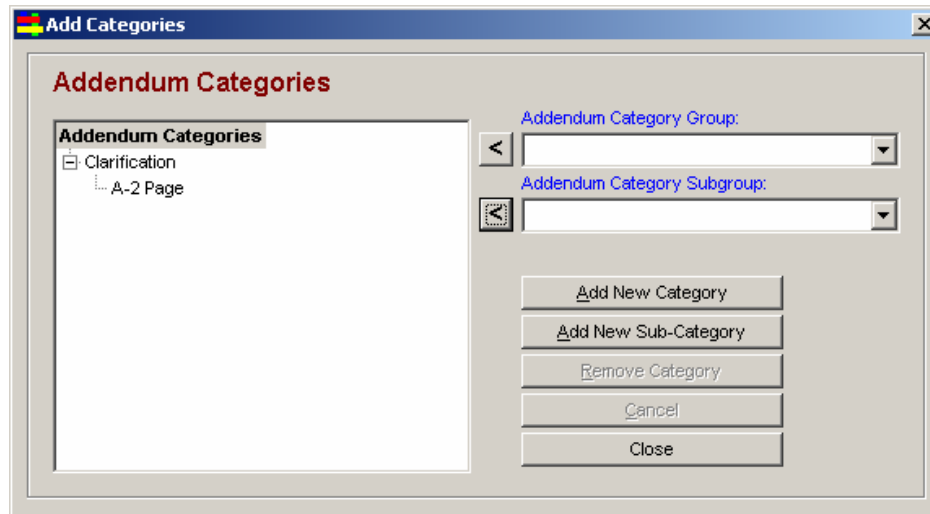 Add Categories
Addendum Categories
Addendum Categories
Clarification
A-2 Page
Addendum Category Group:
<
Addendum Category Subgroup:
<
Add New Category
Add New Sub-Category
Remove Category
Cancel
Close